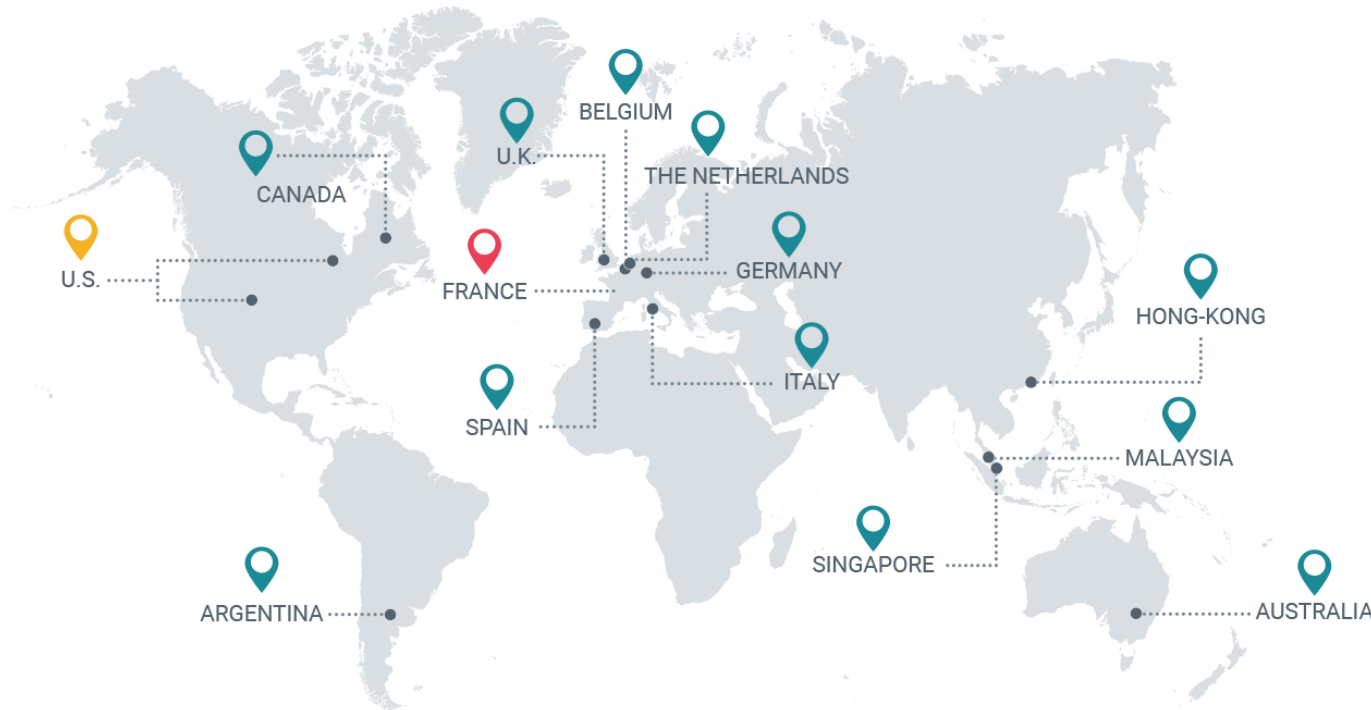 BELGIUM
U.K.
THE NETHERLANDS
CANADA
U.S.
FRANCE
GERMANY
HONG-KONG
ITALY
SPAIN
MALAYSIA
SINGAPORE
ARGENTINA
AUSTRALIA